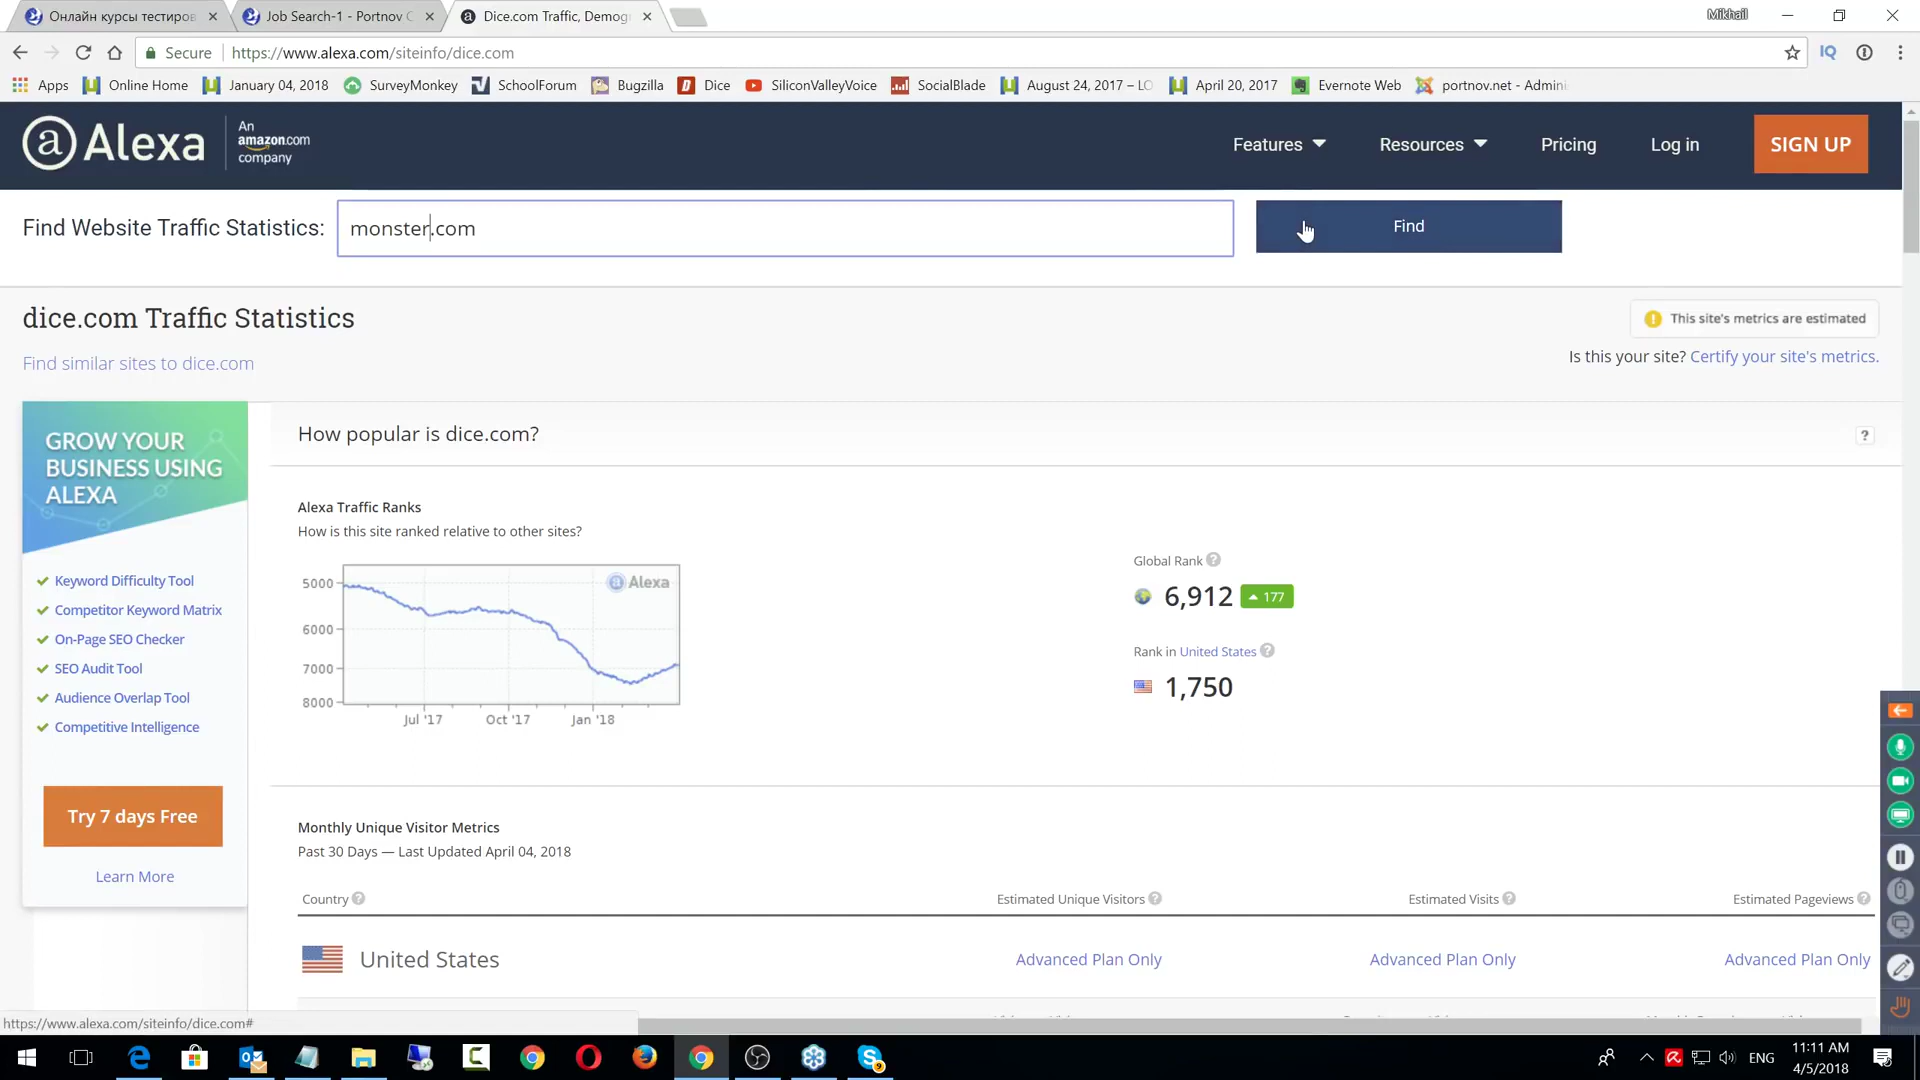 Онлайн курсы тестиров
Job Search-1 - Portnov C
Dice.com Traffic, Demog
Mikhail
Secure
https://www.alexa.com/siteinfo/dice.com
IQ
Apps
Online Home
January 04, 2018
SurveyMonkey
SchoolForum
Bugzilla
Dice
SiliconValleyVoice
SocialBlade
August 24, 2017 – LO
April 20, 2017
Evernote Web
portnov.net - Admini
Alexa
An
amazon.com
company
Features
Resources
Pricing
Log in
SIGN UP
Find Website Traffic Statistics:
monster.com
Find
dice.com Traffic Statistics
This site's metrics are estimated
Find similar sites to dice.com
Is this your site? Certify your site's metrics.
GROW YOUR
BUSINESS USING
ALEXA
Keyword Difficulty Tool
Competitor Keyword Matrix
On-Page SEO Checker
SEO Audit Tool
Audience Overlap Tool
Competitive Intelligence
Try 7 days Free
Learn More
How popular is dice.com?
?
Alexa Traffic Ranks
How is this site ranked relative to other sites?
Alexa
5000
6000
7000
8000
Jul '17
Oct '17
Jan '18
Global Rank
6,912
177
Rank in United States
1,750
Monthly Unique Visitor Metrics
Past 30 Days — Last Updated April 04, 2018
Country
Estimated Unique Visitors
Estimated Visits
Estimated Pageviews
United States
Advanced Plan Only
Advanced Plan Only
Advanced Plan Only
https://www.alexa.com/siteinfo/dice.com#
9
ENG
11:11 AM
4/5/2018